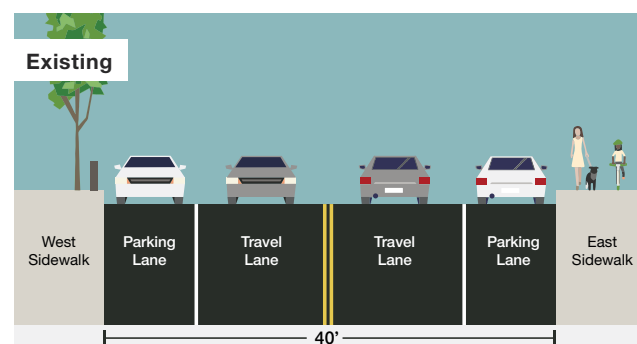 Existing
West
Sidewalk
Parking
Lane
Travel
Lane
Travel
Lane
Parking
Lane
East
Sidewalk
40’